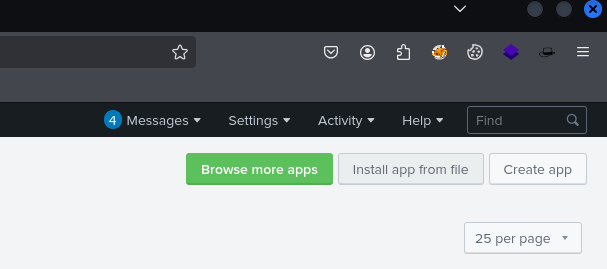 4 Messages Settings Activity Help Find
Browse more apps Install app from file Create app
25 per page